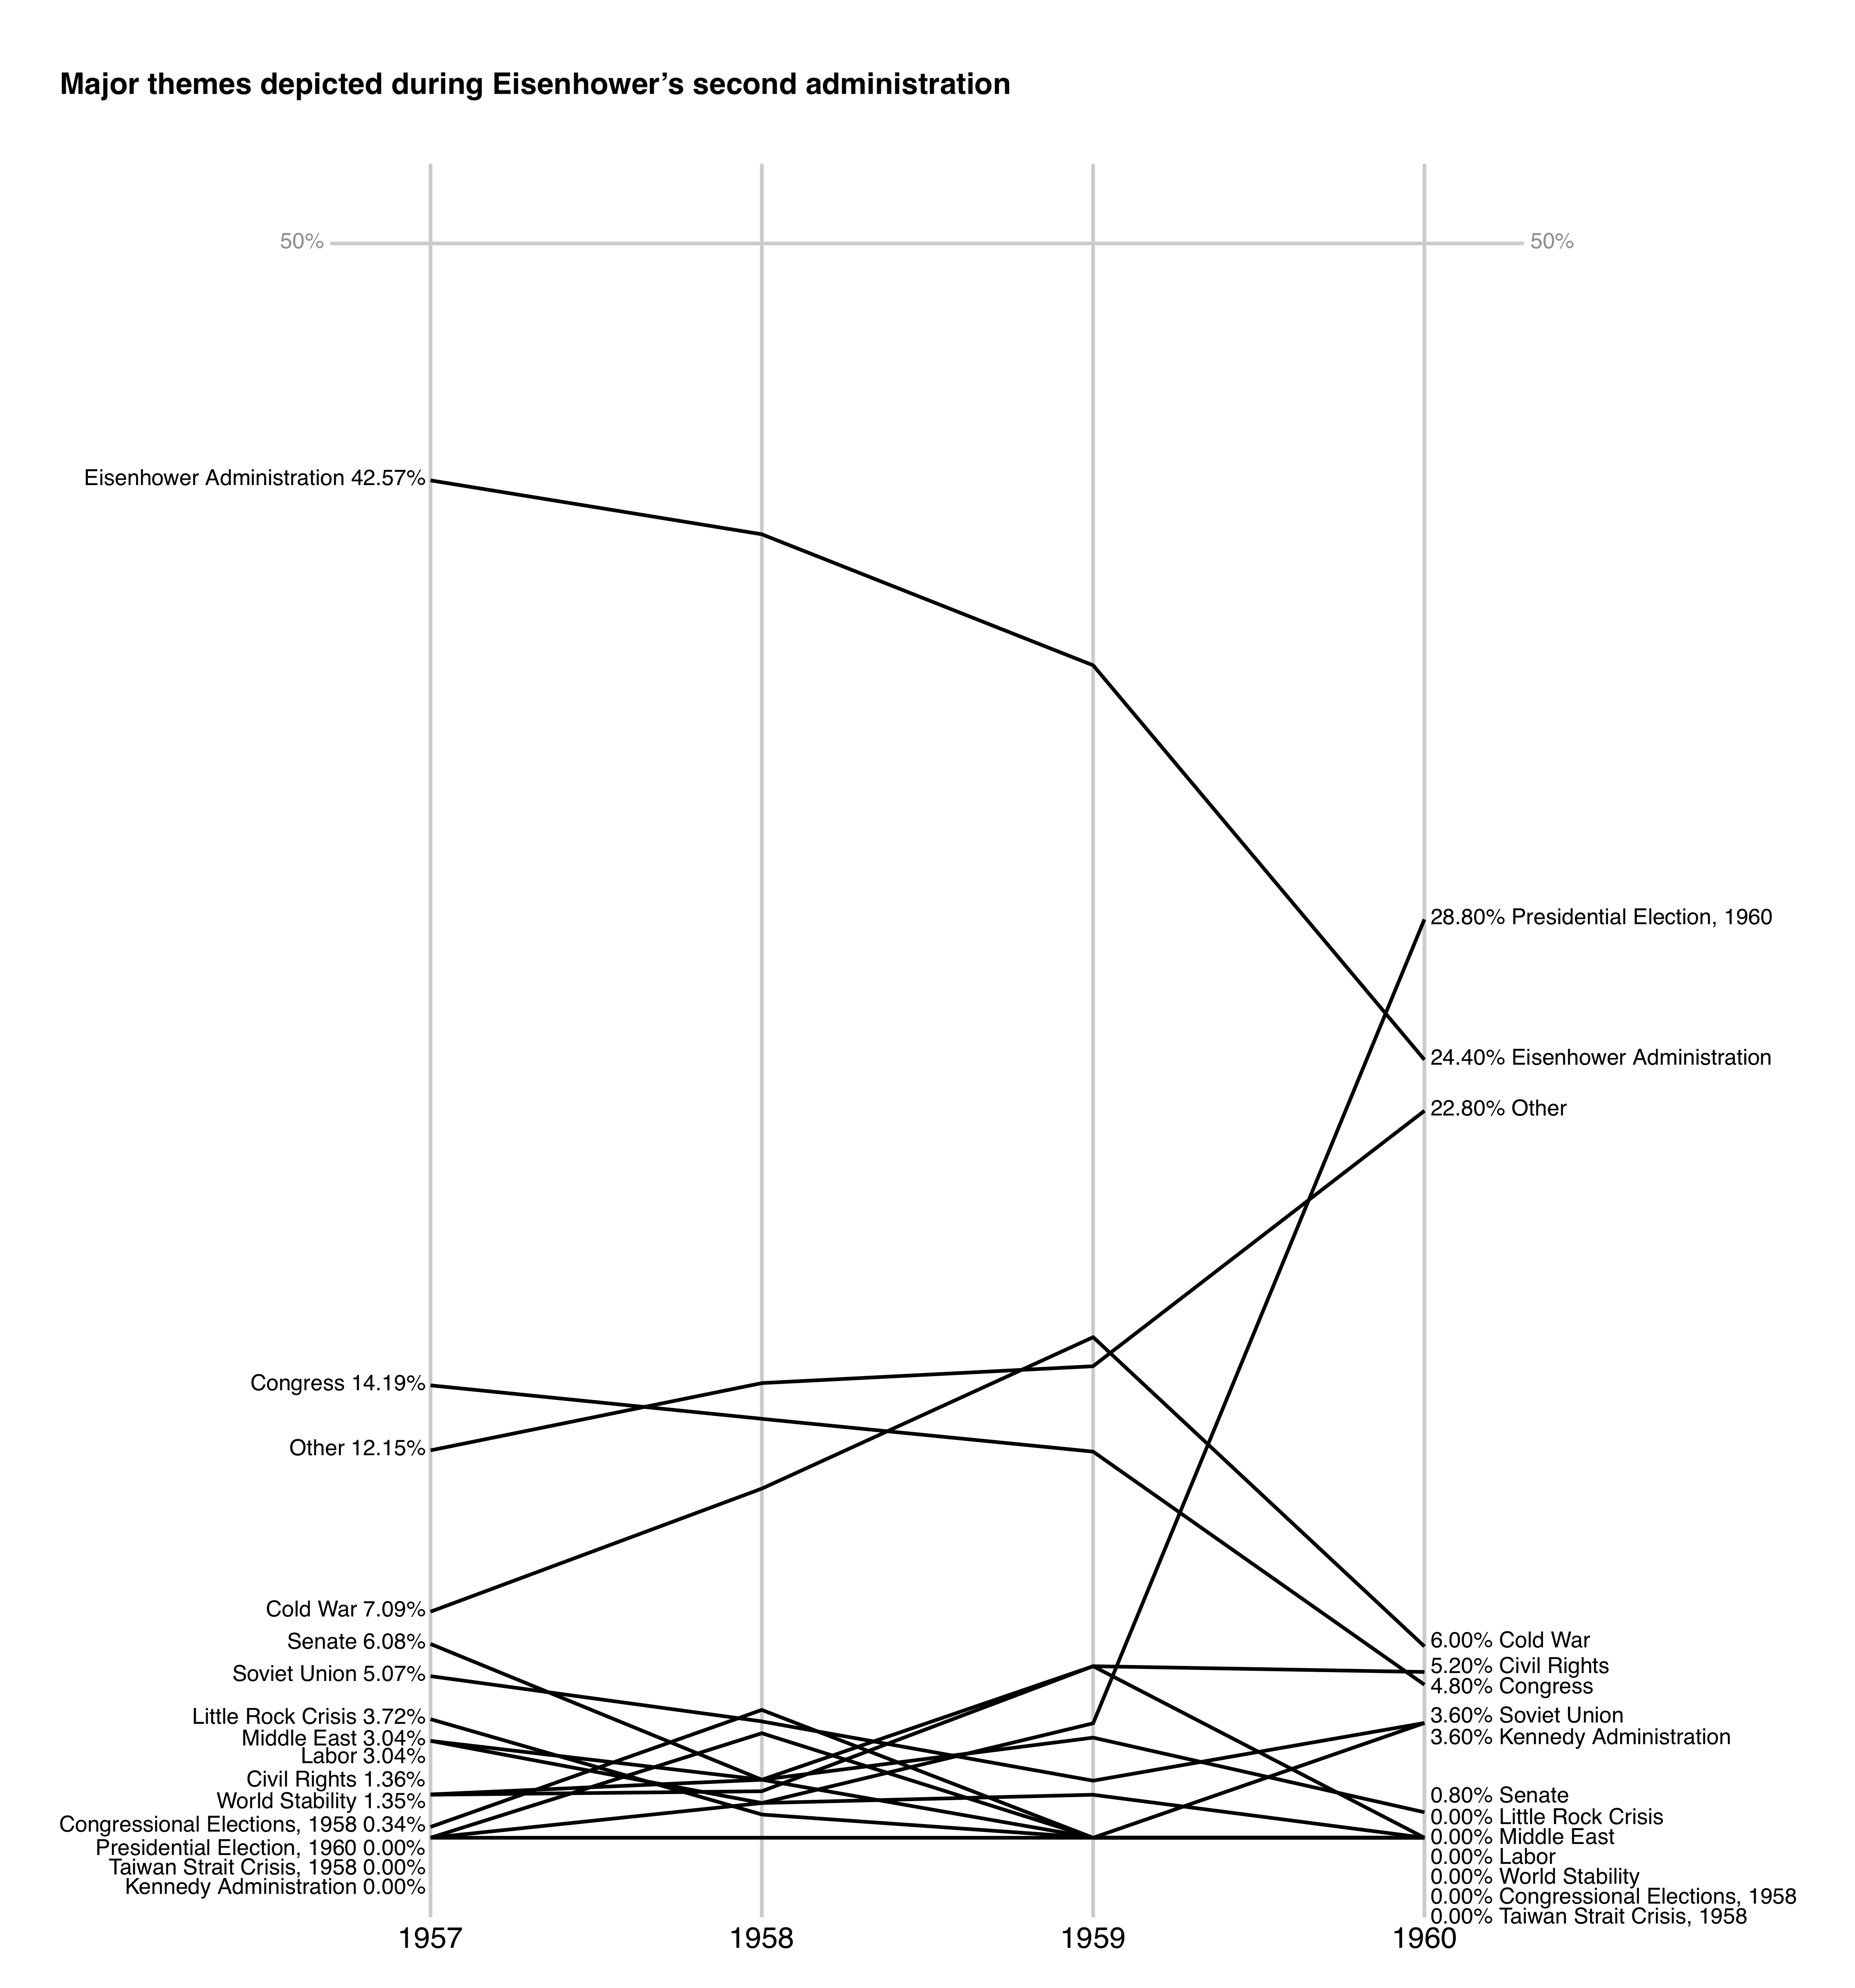 Major themes depicted during Eisenhower’s second administration
50%
50%
Eisenhower Administration 42.57%
Congress 14.19%
Other 12.15%
Cold War 7.09%
Senate 6.08%
Soviet Union 5.07%
Little Rock Crisis 3.72%
Middle East 3.04%
Labor 3.04%
Civil Rights 1.36%
World Stability 1.35%
Congressional Elections, 1958 0.34%
Presidential Election, 1960 0.00%
Taiwan Strait Crisis, 1958 0.00%
Kennedy Administration 0.00%
28.80% Presidential Election, 1960
24.40% Eisenhower Administration
22.80% Other
6.00% Cold War
5.20% Civil Rights
4.80% Congress
3.60% Soviet Union
3.60% Kennedy Administration
0.80% Senate
0.00% Little Rock Crisis
0.00% Middle East
0.00% Labor
0.00% World Stability
0.00% Congressional Elections, 1958
0.00% Taiwan Strait Crisis, 1958
1957
1958
1959
1960